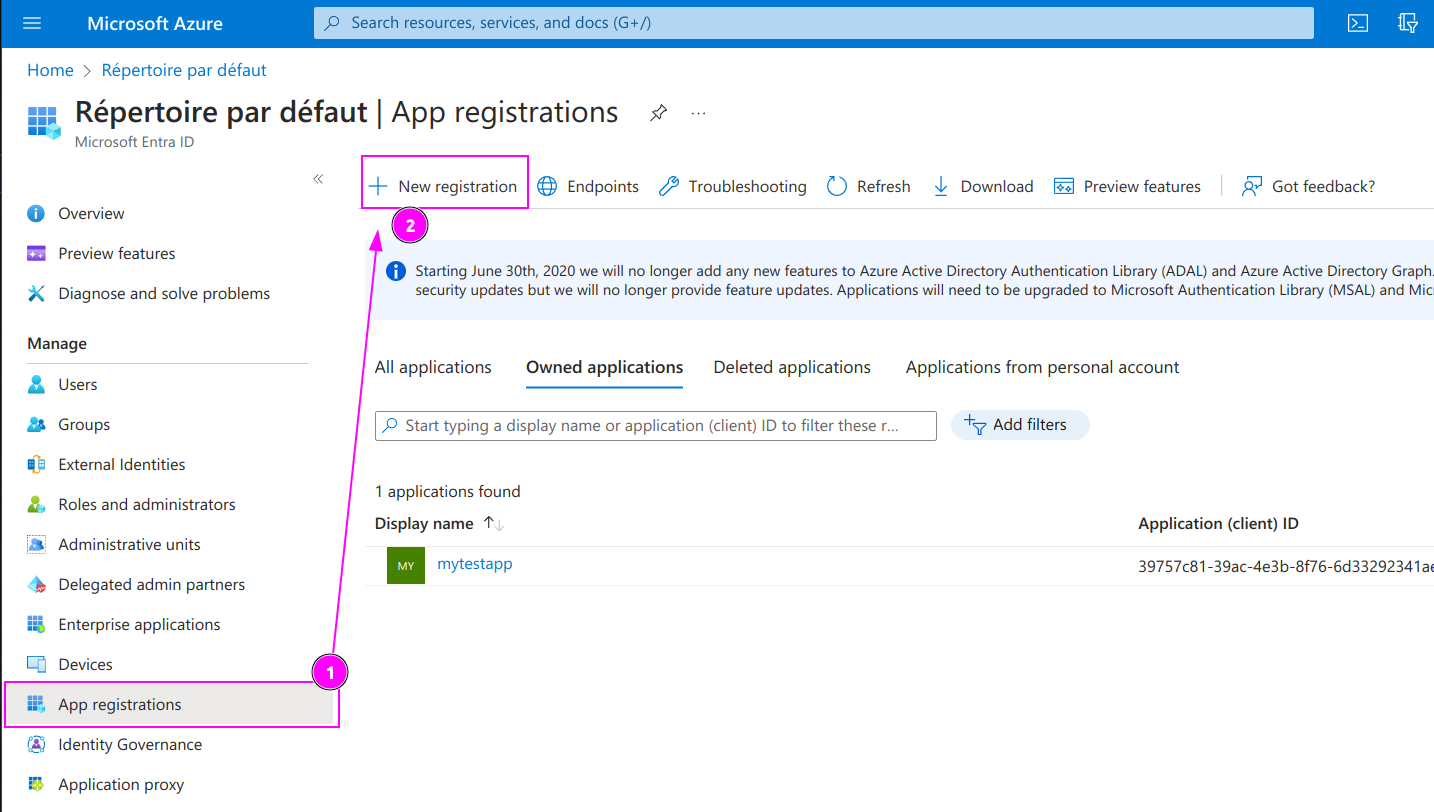 Microsoft Azure
Search resources, services, and docs (G+/)
Home > Répertoire par défaut
Répertoire par défaut | App registrations
Microsoft Entra ID
Overview
Preview features
Diagnose and solve problems
Manage
Users
Groups
External Identities
Roles and administrators
Administrative units
Delegated admin partners
Enterprise applications
Devices
1
App registrations
Identity Governance
Application proxy
New registration Endpoints Troubleshooting Refresh Download Preview features Got feedback?
2
Starting June 30th, 2020 we will no longer add any new features to Azure Active Directory Authentication Library (ADAL) and Azure Active Directory Graph.
security updates but we will no longer provide feature updates. Applications will need to be upgraded to Microsoft Authentication Library (MSAL) and Mic
All applications Owned applications Deleted applications Applications from personal account
Start typing a display name or application (client) ID to filter these r... Add filters
1 applications found
Display name Application (client) ID
MY mytestapp 39757c81-39ac-4e3b-8f76-6d33292341ae